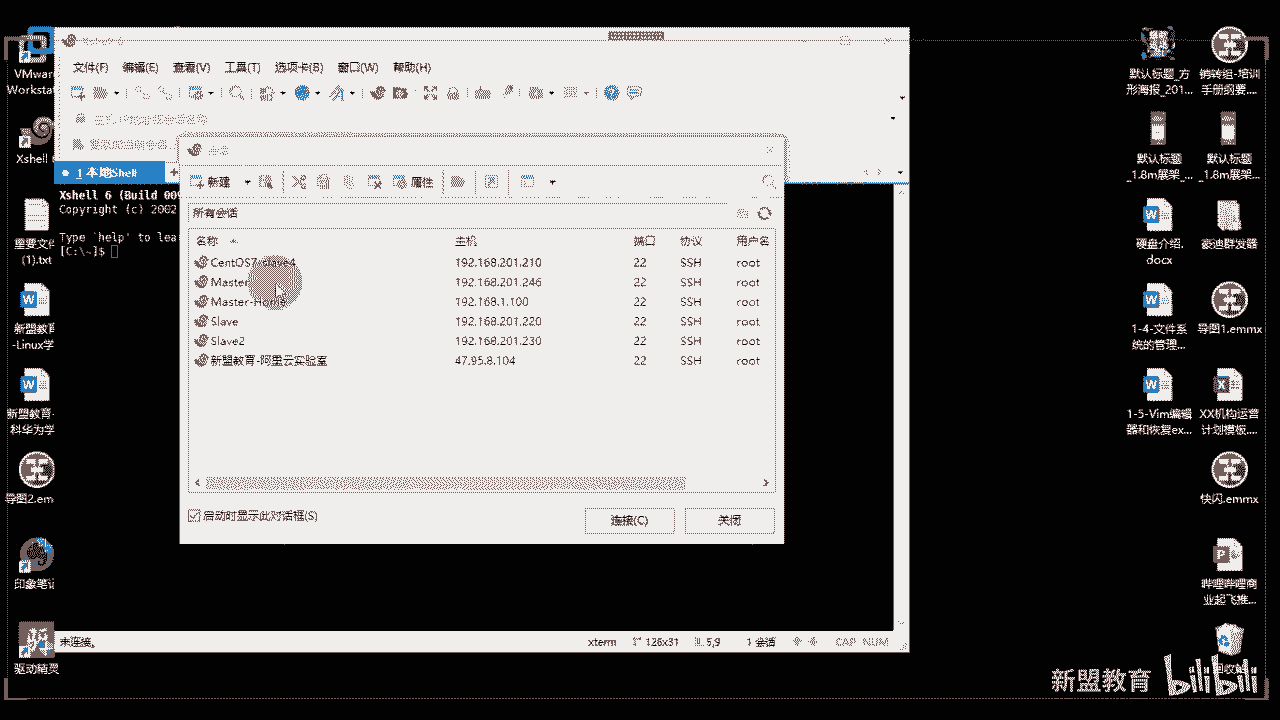 VMware
Workstat
Xshell 6
重要文件
(1).txt
新盟教育
-Linux学
新盟教育-
科华为学
导图2.em
印象笔记
驱动精灵
文件(F) 编辑(E) 查看(V) 工具(T) 选项卡(B) 窗口(W) 帮助(H)
1 本地Shell
Xshell 6 (Build 009
Copyright (c) 2002
Type `help' to lea
[C:\~]$
新建 属性
所有会话
名称 主机 端口 协议 用户名
CentOS7-slave4 192.168.201.210 22 SSH root
Master 192.168.201.246 22 SSH root
Master-Home 192.168.1.100 22 SSH root
Slave 192.168.201.220 22 SSH root
Slave2 192.168.201.230 22 SSH root
新盟教育-阿里云实验室 47.95.8.104 22 SSH root
启动时显示此对话框(S) 连接(C) 关闭
未连接。 xterm 126x31 5,9 1 会话 CAP NUM
默认标题_方
形海报_201...
销转组-培训
手册纲要....
默认标题
_1.8m展架_...
默认标题
_1.8m展架...
硬盘介绍.
docx
豪迪群发器
1-4-文件系
统的管理...
导图1.emmx
1-5-Vim编辑
器和恢复ex...
XX机构运营
计划模板....
快闪.emmx
哔哩哔哩商
业起飞推...
新盟教育 bilibili